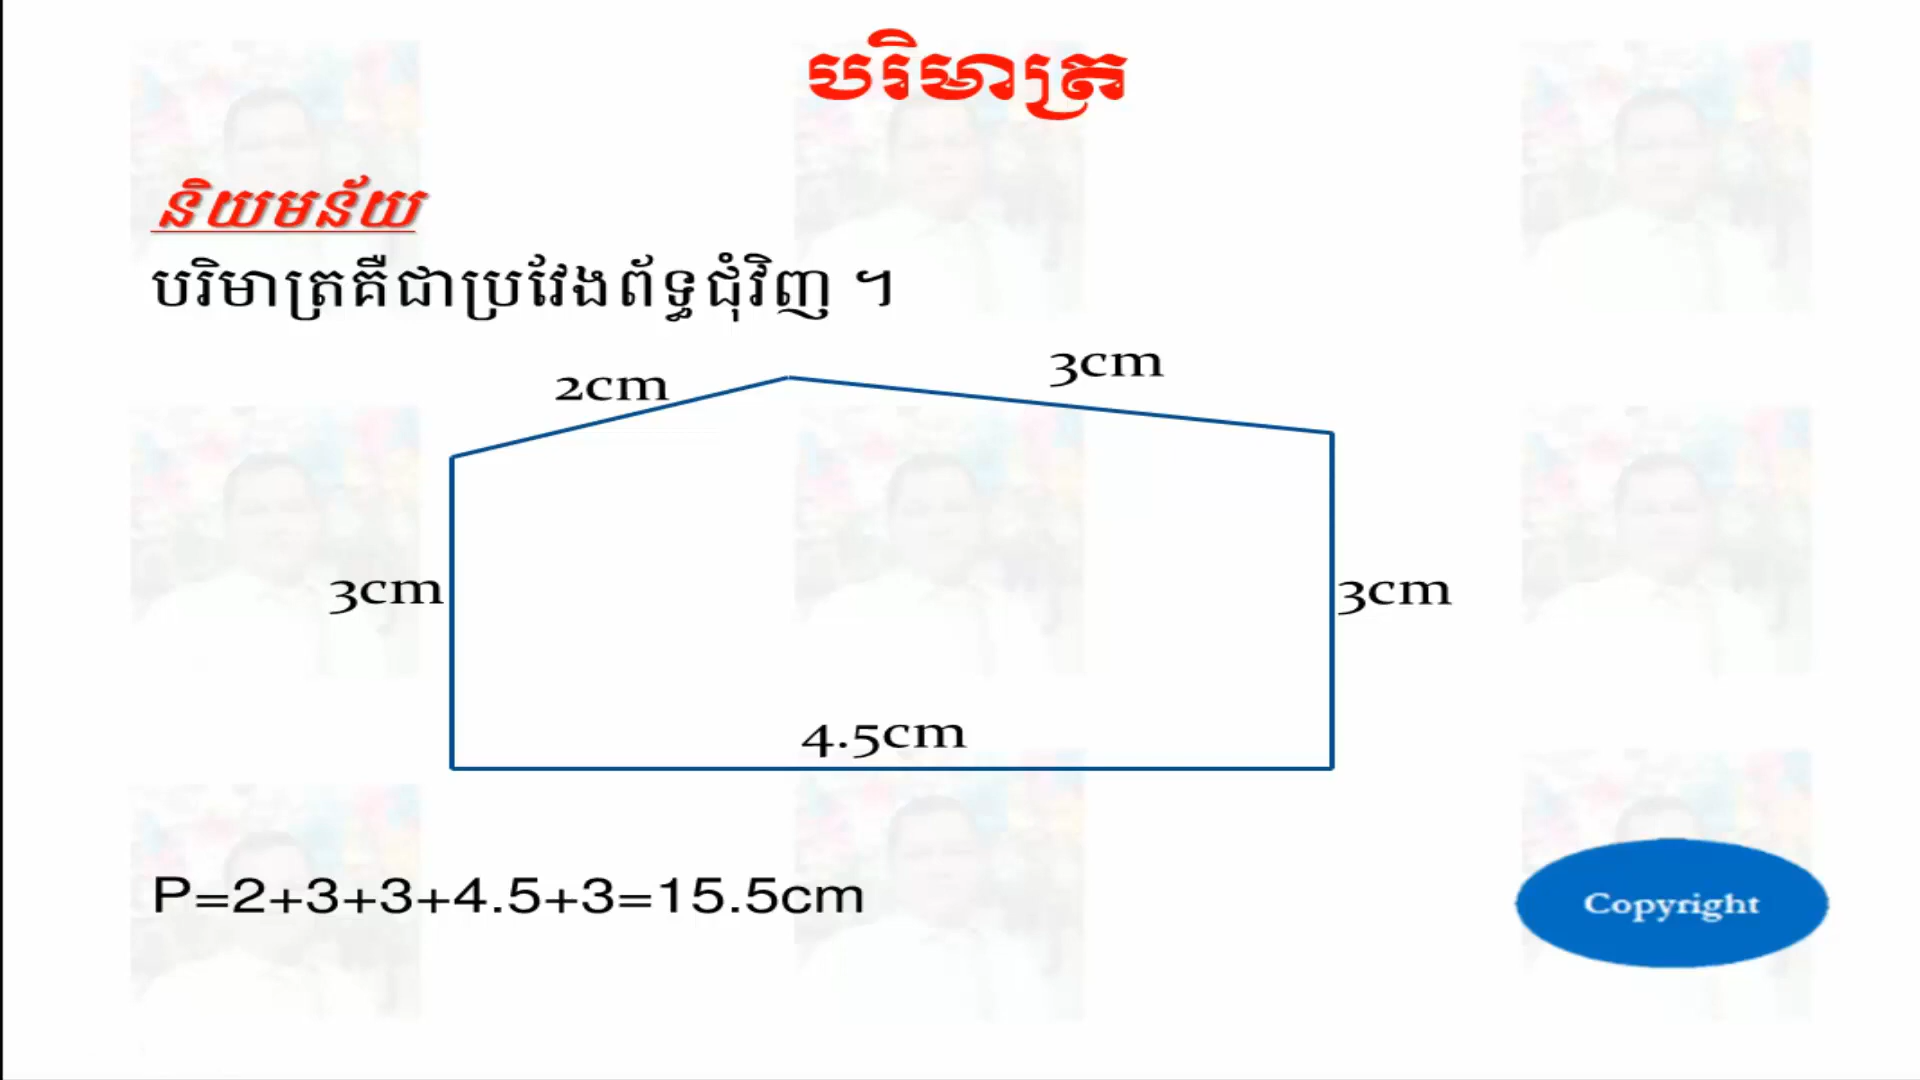 បរិមាត្រ
និយមន័យ
បរិមាត្រគឺជាប្រវែងព័ទ្ធជុំវិញ ។
2cm
3cm
3cm
3cm
4.5cm
P=2+3+3+4.5+3=15.5cm
Copyright